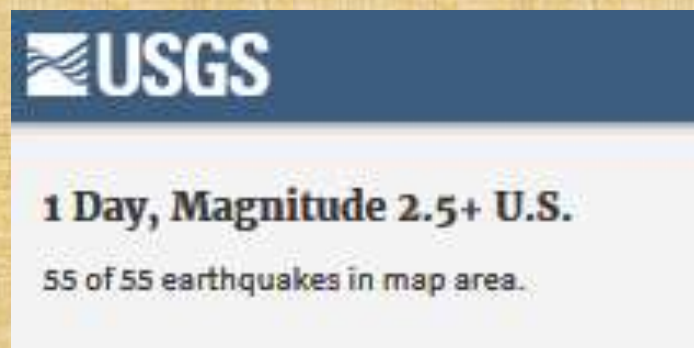 USGS
1 Day, Magnitude 2.5+ U.S.
55 of 55 earthquakes in map area.